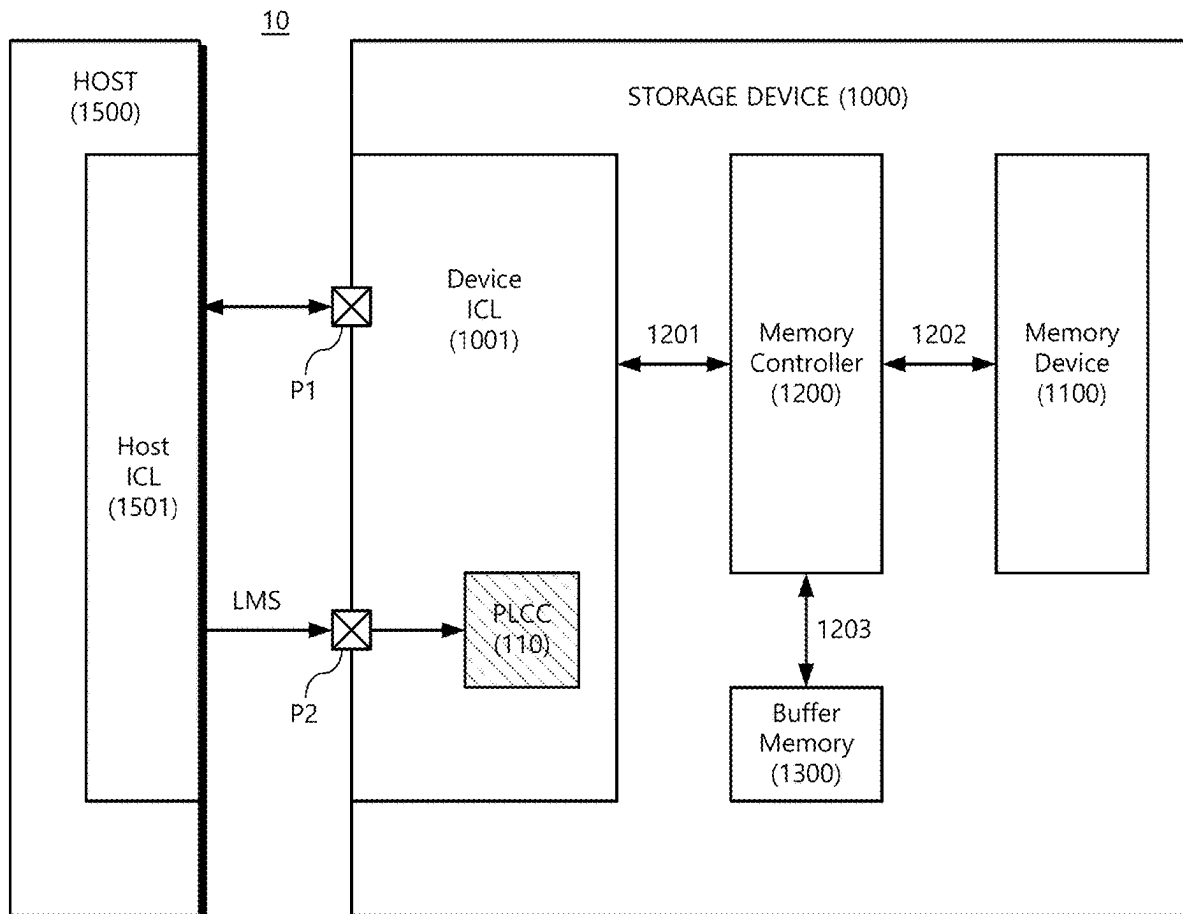 10
HOST
(1500)
STORAGE DEVICE (1000)
Host
ICL
(1501)
P1
LMS
P2
Device
ICL
(1001)
PLCC
(110)
1201
Memory
Controller
(1200)
1202
Memory
Device
(1100)
1203
Buffer
Memory
(1300)